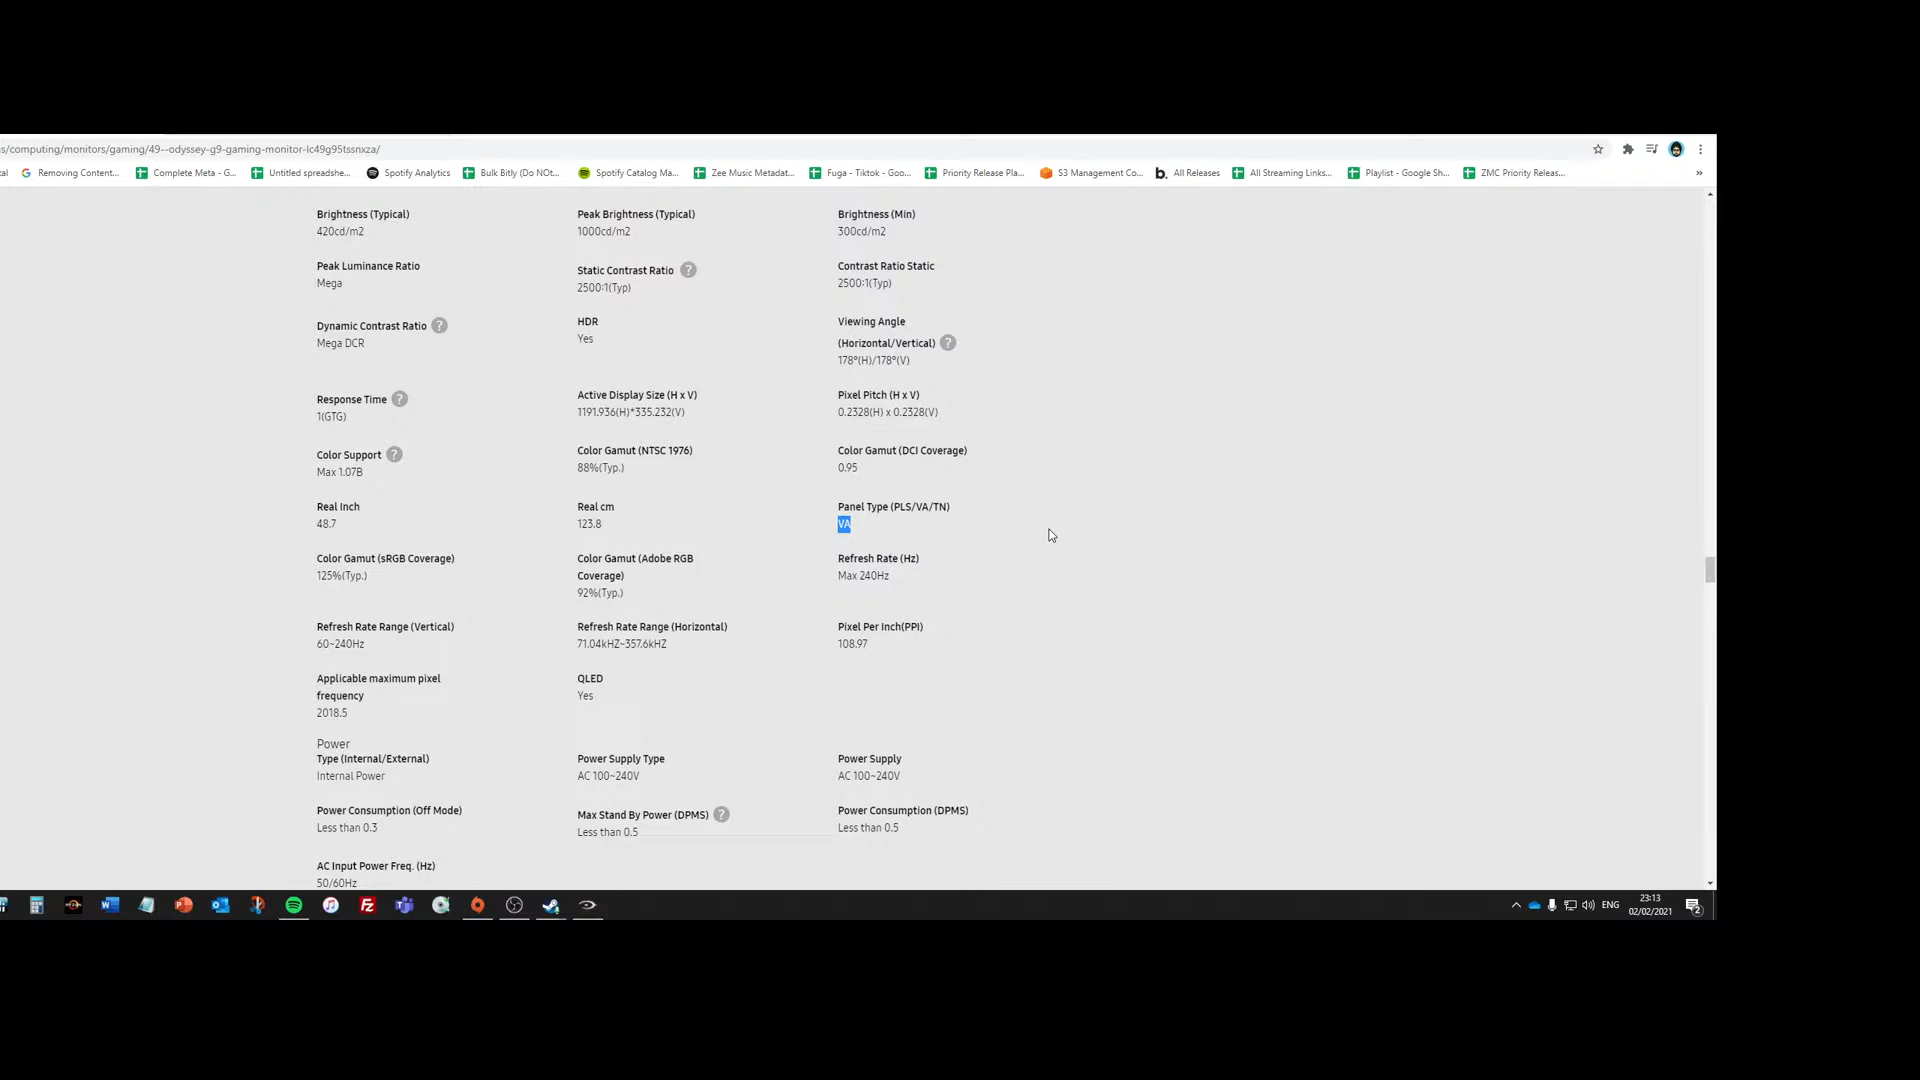 s/computing/monitors/gaming/49--odyssey-g9-gaming-monitor-lc49g95tssnxza/
Removing Content... Complete Meta - G... Untitled spreadshe... Spotify Analytics Bulk Bitly (Do NOt... Spotify Catalog Ma... Zee Music Metadat... Fuga - Tiktok - Goo... Priority Release Pla... S3 Management Co... b. All Releases All Streaming Links... Playlist - Google Sh... ZMC Priority Releas... »
Brightness (Typical) Peak Brightness (Typical) Brightness (Min)
420cd/m2 1000cd/m2 300cd/m2
Peak Luminance Ratio Static Contrast Ratio ? Contrast Ratio Static
Mega 2500:1(Typ) 2500:1(Typ)
Dynamic Contrast Ratio ? HDR Viewing Angle
(Horizontal/Vertical) ?
Mega DCR Yes 178°(H)/178°(V)
Response Time ? Active Display Size (H x V) Pixel Pitch (H x V)
1(GTG) 1191.936(H)*335.232(V) 0.2328(H) x 0.2328(V)
Color Support ? Color Gamut (NTSC 1976) Color Gamut (DCI Coverage)
Max 1.07B 88%(Typ.) 0.95
Real Inch Real cm Panel Type (PLS/VA/TN)
48.7 123.8 VA
Color Gamut (sRGB Coverage) Color Gamut (Adobe RGB Refresh Rate (Hz)
125%(Typ.) Coverage) Max 240Hz
92%(Typ.)
Refresh Rate Range (Vertical) Refresh Rate Range (Horizontal) Pixel Per Inch(PPI)
60~240Hz 71.04kHZ~357.6kHZ 108.97
Applicable maximum pixel QLED
frequency Yes
2018.5
Power
Type (Internal/External) Power Supply Type Power Supply
Internal Power AC 100~240V AC 100~240V
Power Consumption (Off Mode) Max Stand By Power (DPMS) ? Power Consumption (DPMS)
Less than 0.3 Less than 0.5 Less than 0.5
AC Input Power Freq. (Hz)
50/60Hz
ENG 23:13
02/02/2021 2